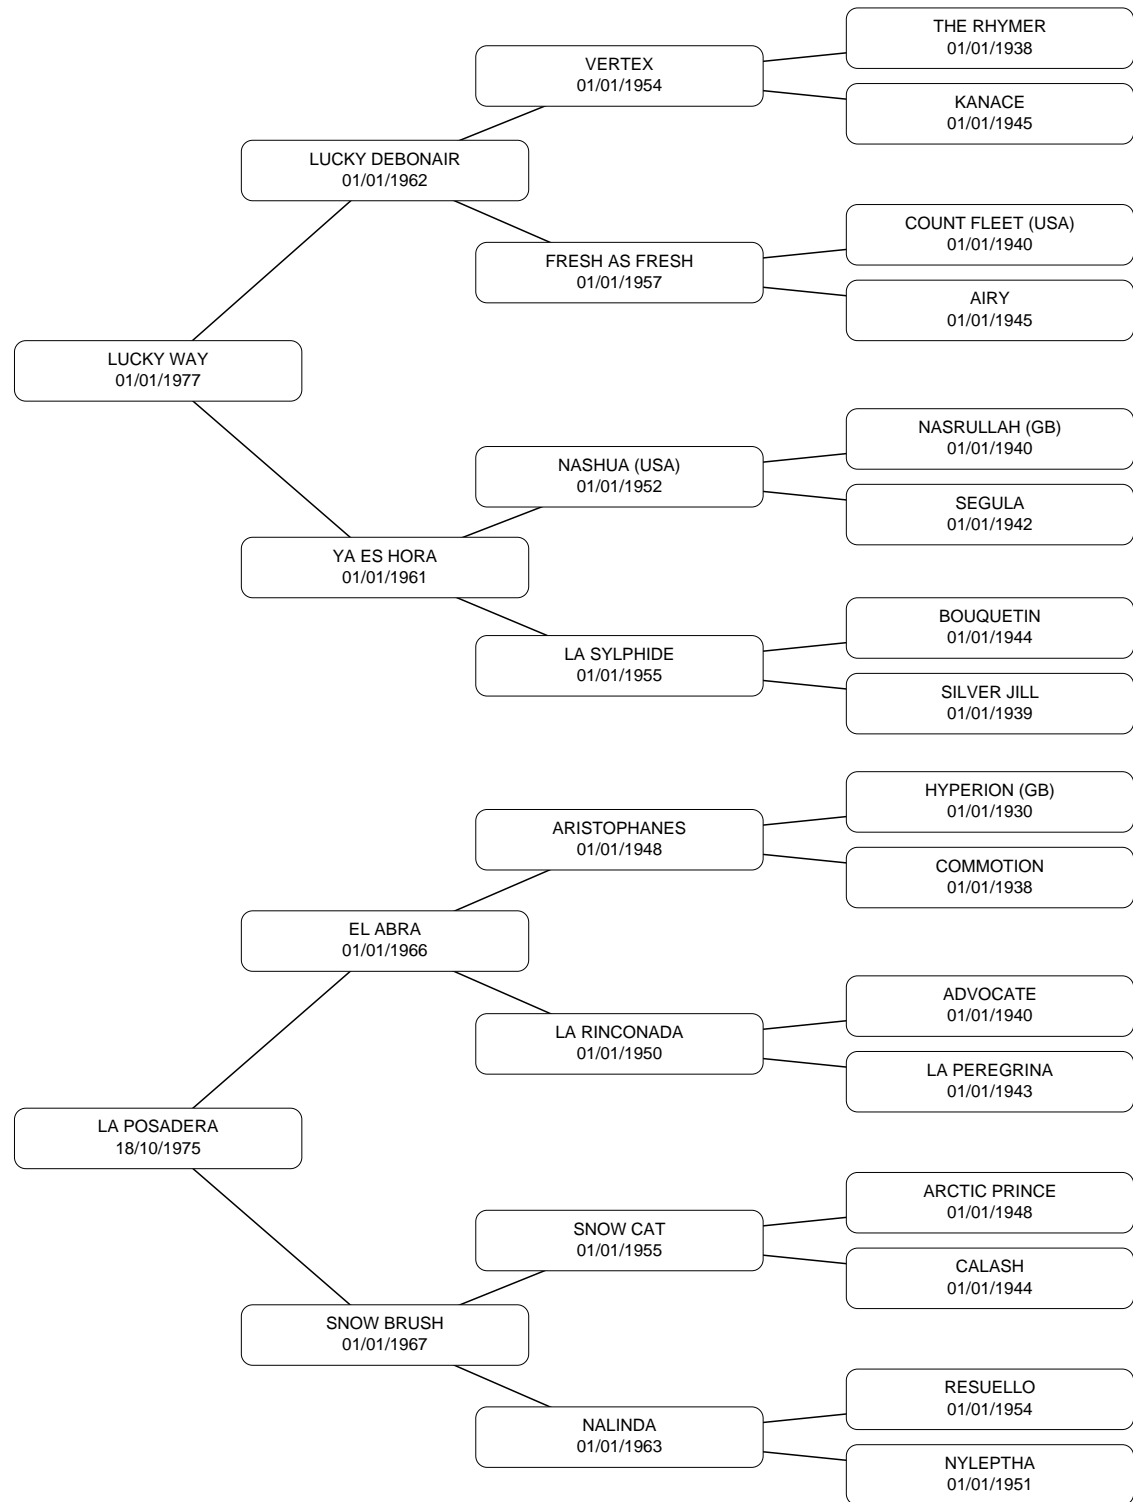 THE RHYMER
01/01/1938
VERTEX
01/01/1954
KANACE
01/01/1945
LUCKY DEBONAIR
01/01/1962
COUNT FLEET (USA)
01/01/1940
FRESH AS FRESH
01/01/1957
AIRY
01/01/1945
LUCKY WAY
01/01/1977
NASRULLAH (GB)
01/01/1940
NASHUA (USA)
01/01/1952
SEGULA
01/01/1942
YA ES HORA
01/01/1961
BOUQUETIN
01/01/1944
LA SYLPHIDE
01/01/1955
SILVER JILL
01/01/1939
HYPERION (GB)
01/01/1930
ARISTOPHANES
01/01/1948
COMMOTION
01/01/1938
EL ABRA
01/01/1966
ADVOCATE
01/01/1940
LA RINCONADA
01/01/1950
LA PEREGRINA
01/01/1943
LA POSADERA
18/10/1975
ARCTIC PRINCE
01/01/1948
SNOW CAT
01/01/1955
CALASH
01/01/1944
SNOW BRUSH
01/01/1967
RESUELLO
01/01/1954
NALINDA
01/01/1963
NYLEPTHA
01/01/1951